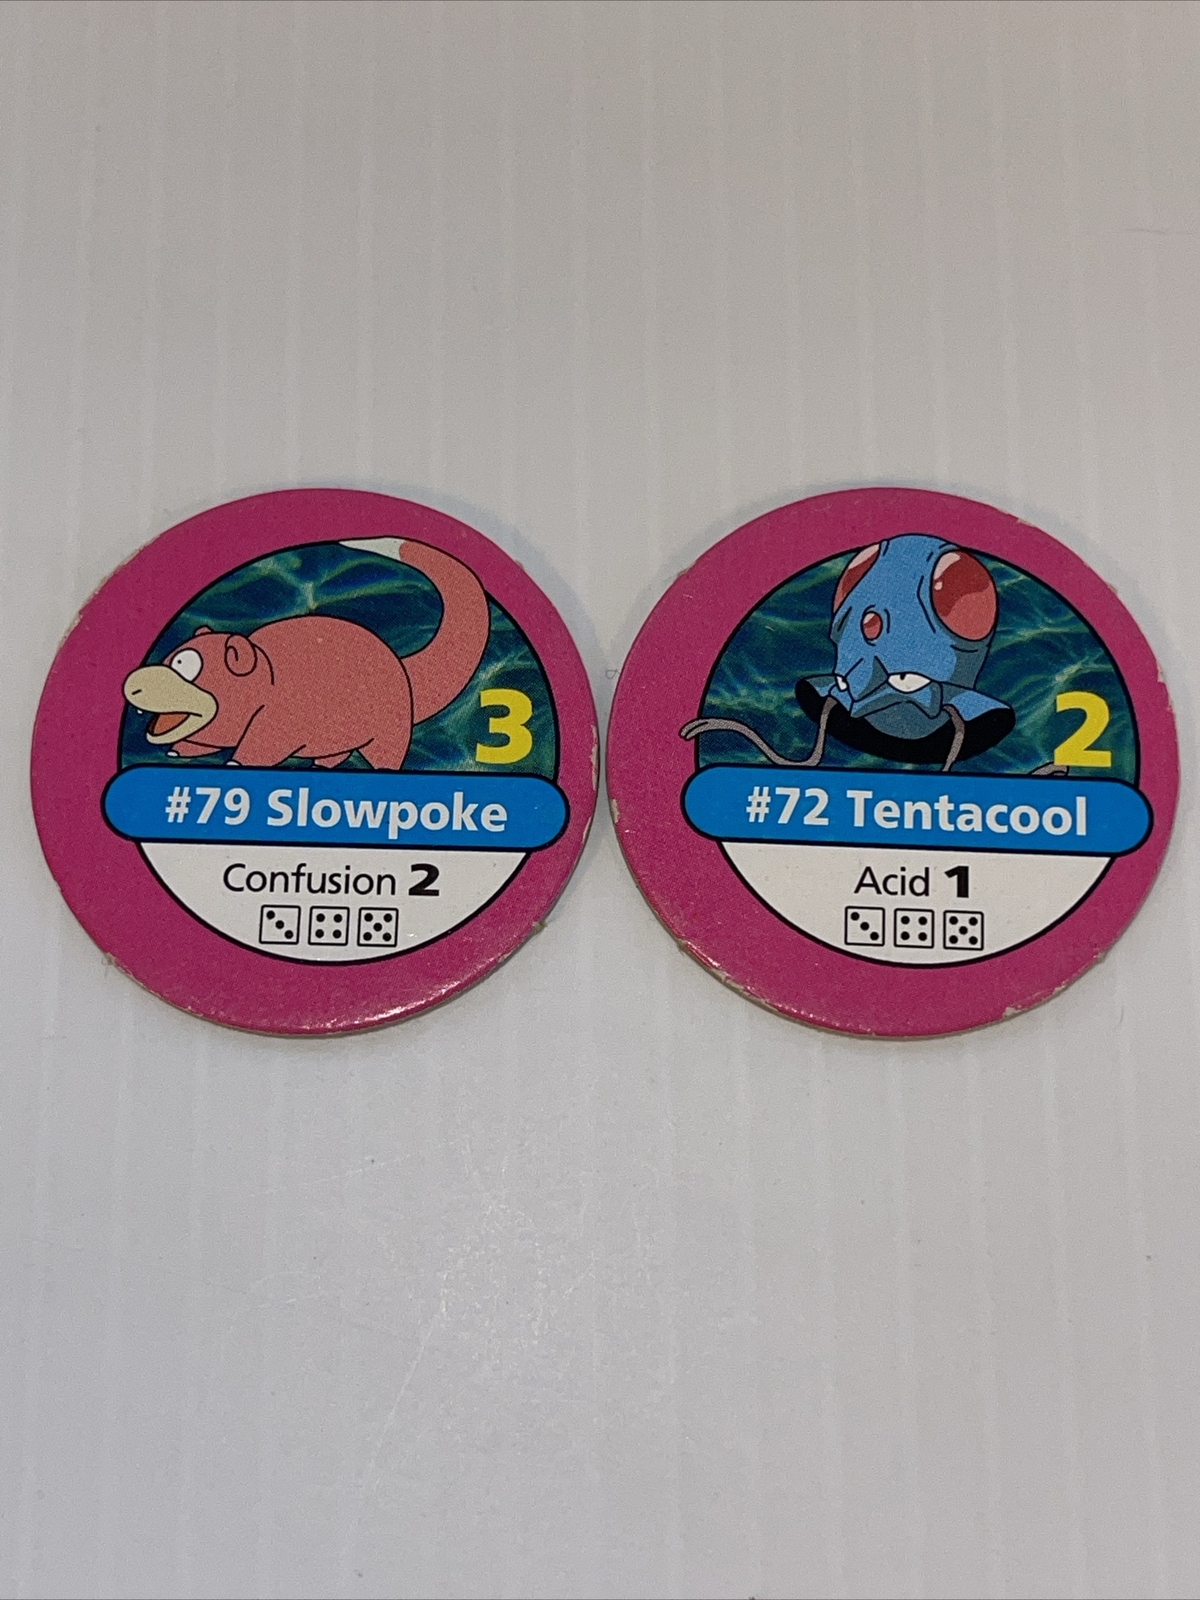 3
#79 Slowpoke
Confusion 2
2
#72 Tentacool
Acid 1